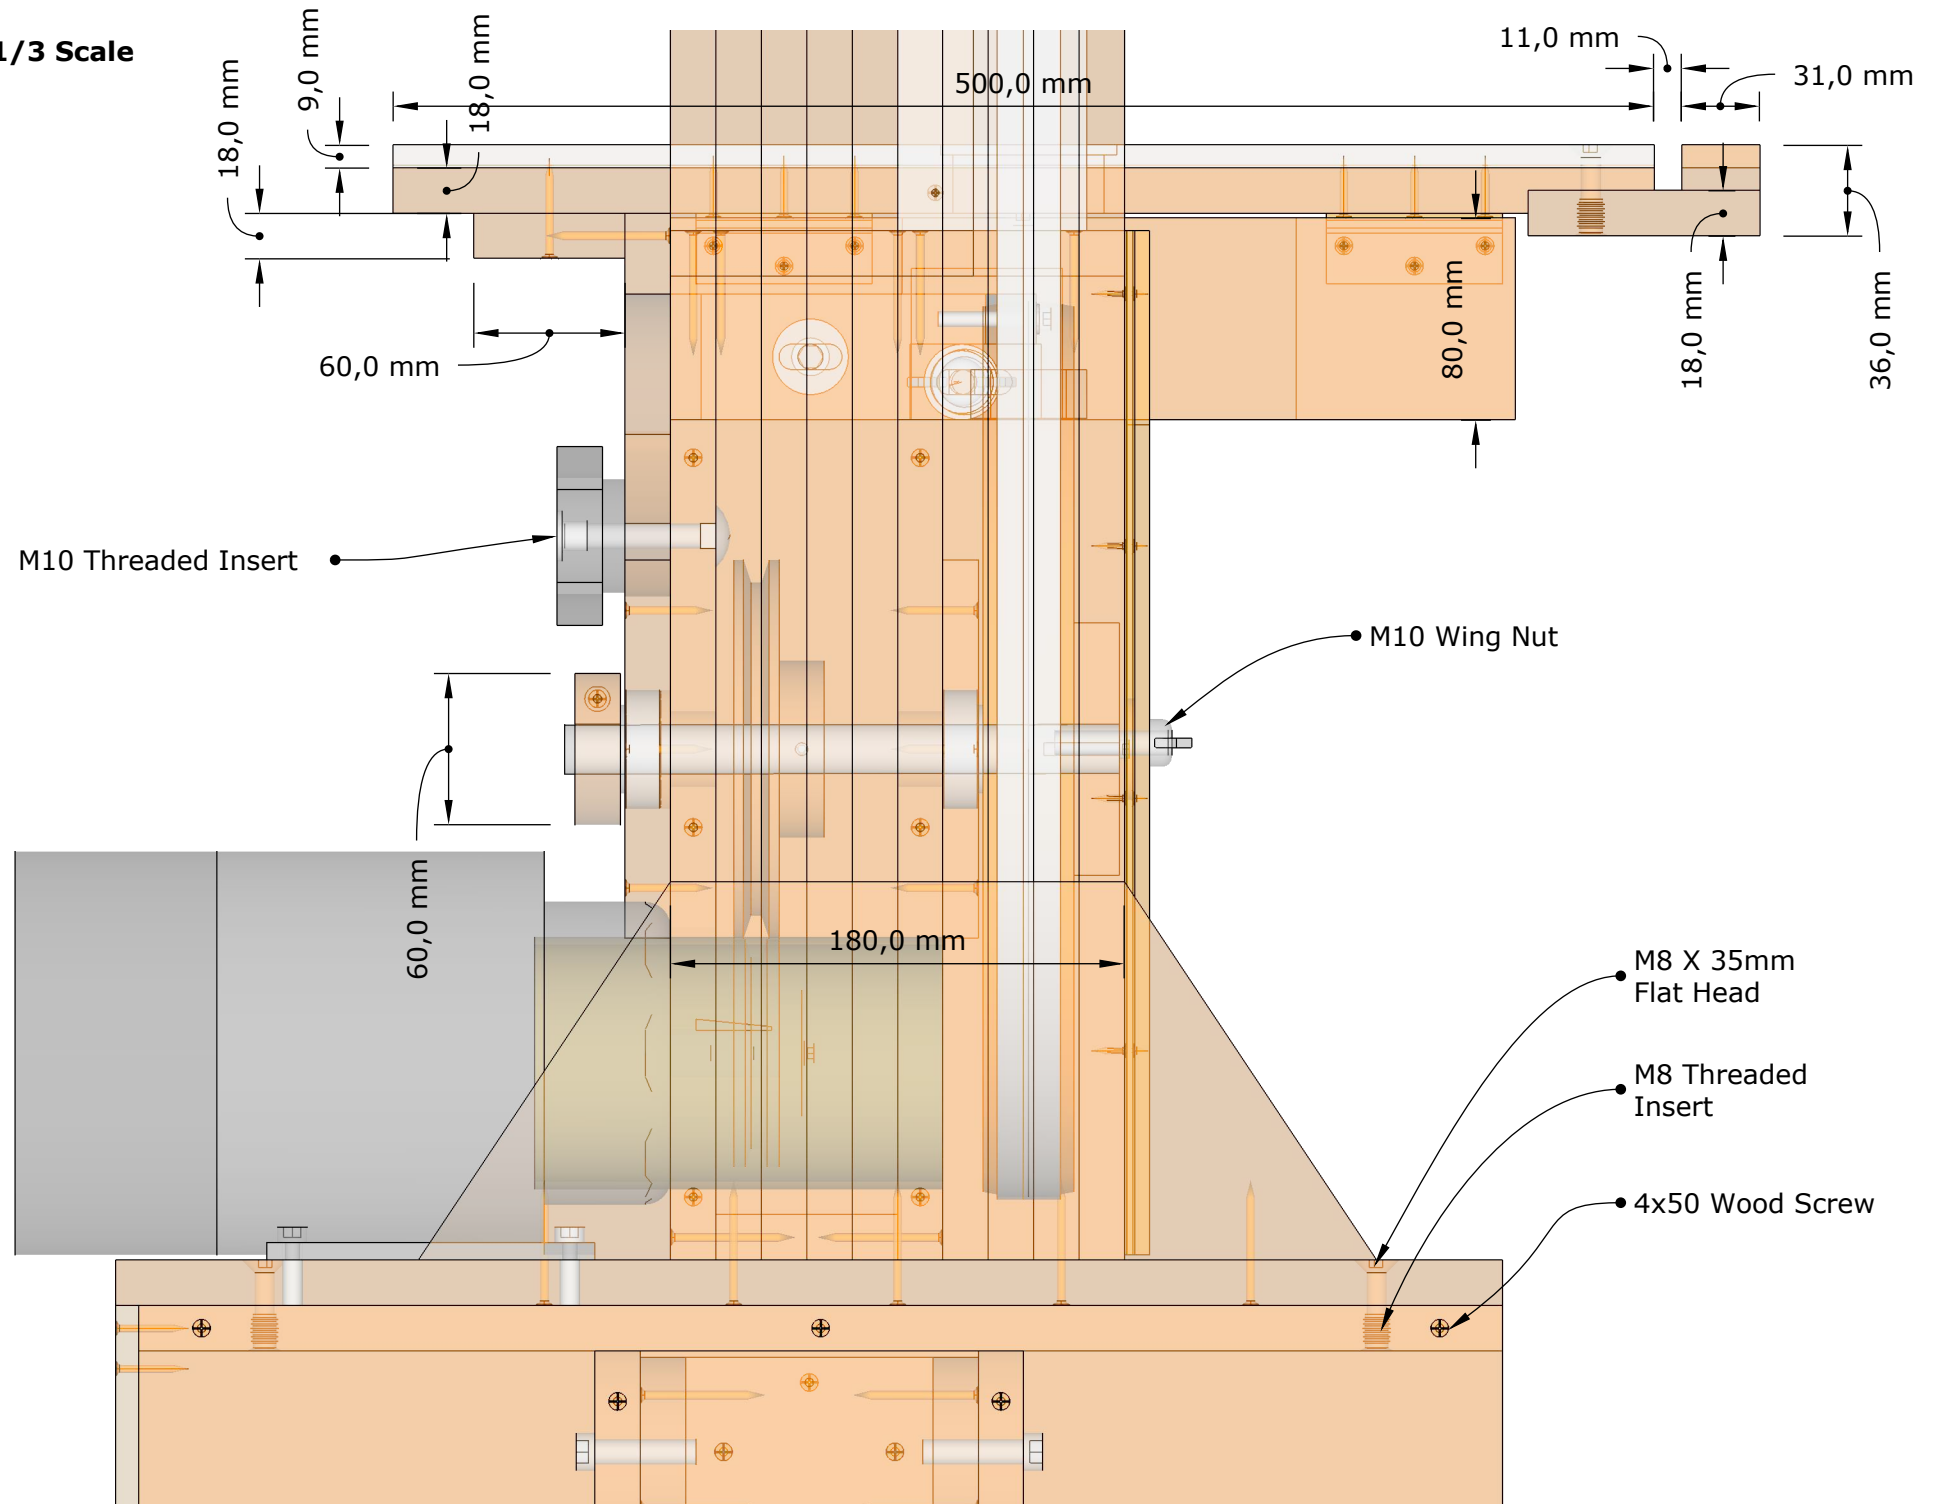 1/3 Scale
18,0 mm
9,0 mm
18,0 mm
500,0 mm
11,0 mm
31,0 mm
60,0 mm
80,0 mm
18,0 mm
36,0 mm
M10 Threaded Insert
M10 Wing Nut
60,0 mm
180,0 mm
M8 X 35mm
Flat Head
M8 Threaded
Insert
4x50 Wood Screw